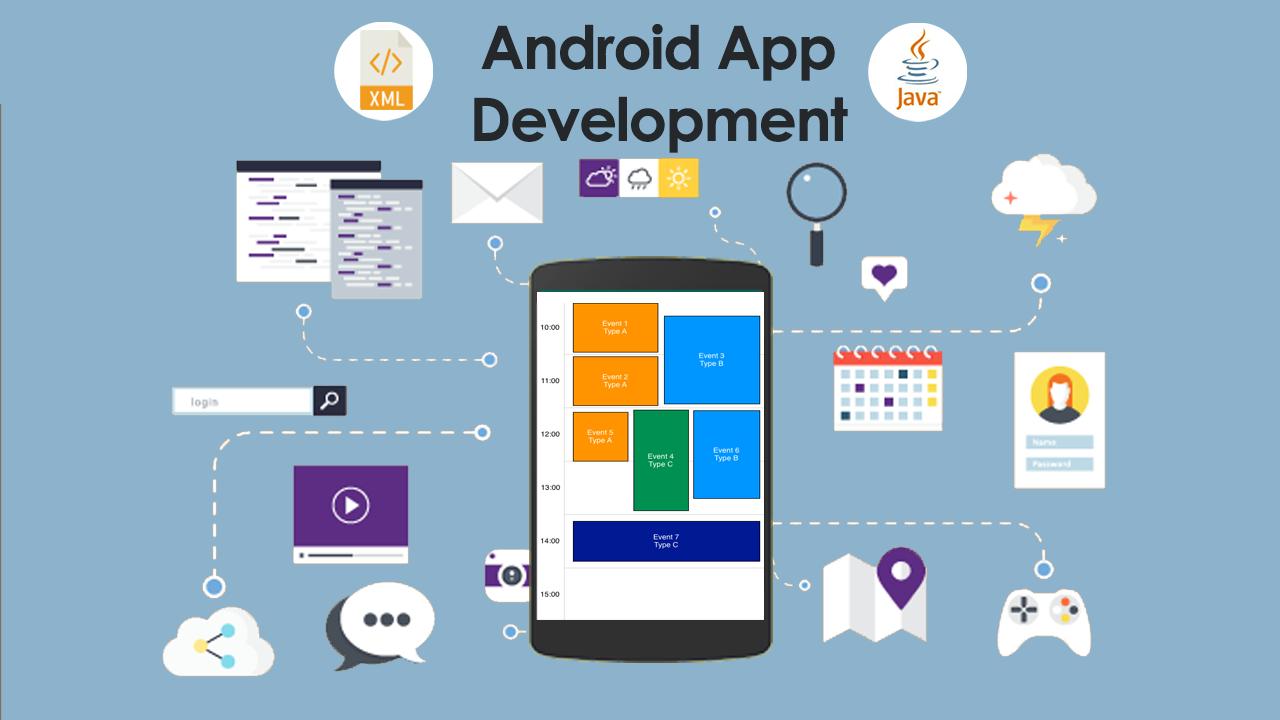 Android App
Development
XML
Java
login
10:00
11:00
12:00
13:00
14:00
15:00
Event 1
Type A
Event 2
Type A
Event 3
Type B
Event 5
Type A
Event 4
Type C
Event 6
Type B
Event 7
Type C
Name
Password